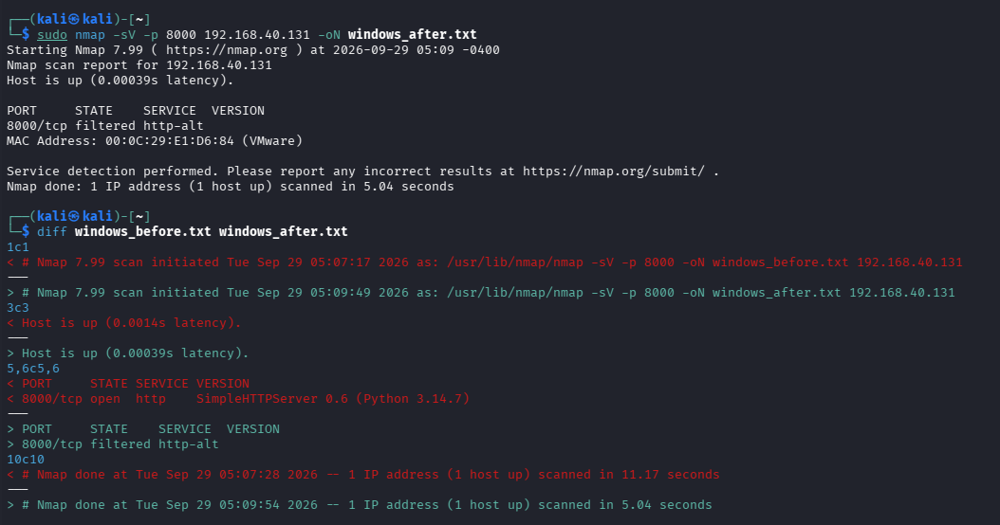 ┌──(kali㉿kali)-[~]
└─$ sudo nmap -sV -p 8000 192.168.40.131 -oN windows_after.txt
Starting Nmap 7.99 ( https://nmap.org ) at 2026-09-29 05:09 -0400
Nmap scan report for 192.168.40.131
Host is up (0.00039s latency).

PORT     STATE    SERVICE  VERSION
8000/tcp filtered http-alt
MAC Address: 00:0C:29:E1:D6:84 (VMware)

Service detection performed. Please report any incorrect results at https://nmap.org/submit/ .
Nmap done: 1 IP address (1 host up) scanned in 5.04 seconds

┌──(kali㉿kali)-[~]
└─$ diff windows_before.txt windows_after.txt
1c1
< # Nmap 7.99 scan initiated Tue Sep 29 05:07:17 2026 as: /usr/lib/nmap/nmap -sV -p 8000 -oN windows_before.txt 192.168.40.131
---
> # Nmap 7.99 scan initiated Tue Sep 29 05:09:49 2026 as: /usr/lib/nmap/nmap -sV -p 8000 -oN windows_after.txt 192.168.40.131
3c3
< Host is up (0.0014s latency).
---
> Host is up (0.00039s latency).
5,6c5,6
< PORT     STATE SERVICE VERSION
< 8000/tcp open  http    SimpleHTTPServer 0.6 (Python 3.14.7)
---
> PORT     STATE    SERVICE  VERSION
> 8000/tcp filtered http-alt
10c10
< # Nmap done at Tue Sep 29 05:07:28 2026 -- 1 IP address (1 host up) scanned in 11.17 seconds
---
> # Nmap done at Tue Sep 29 05:09:54 2026 -- 1 IP address (1 host up) scanned in 5.04 seconds